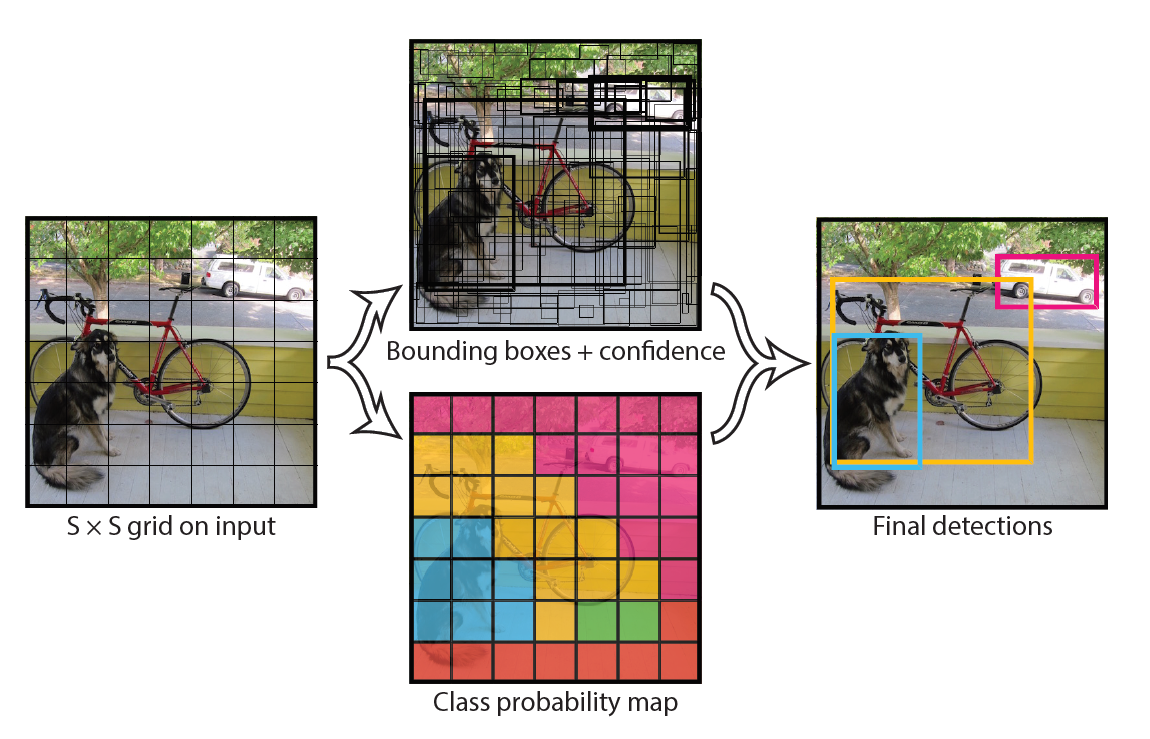 S × S grid on input
Bounding boxes + confidence
Class probability map
Final detections